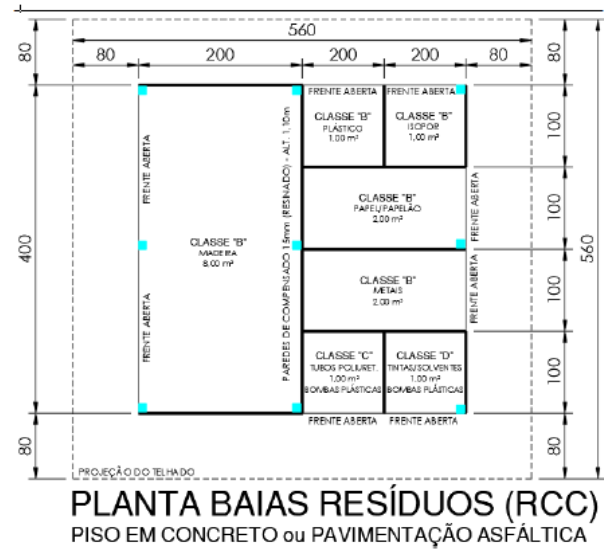 560
80 200 200 200 80
80
80
FRENTE ABERTA FRENTE ABERTA
CLASSE "B"
PLÁSTICO
1,00 m²
CLASSE "B"
ISOPOR
1,00 m²
100
FRENTE ABERTA
PAREDES DE COMPENSADO 15mm (RESINADO) - ALT. 1,10m
CLASSE "B"
PAPEL/PAPELÃO
2,00 m²
FRENTE ABERTA
100
400
CLASSE "B"
MADEIRA
8,00 m²
560
CLASSE "B"
METAIS
2,00 m²
FRENTE ABERTA
100
FRENTE ABERTA
CLASSE "C"
TUBOS POLIURET.
1,00 m²
BOMBAS PLÁSTICAS
CLASSE "D"
TINTAS/SOLVENTES
1,00 m²
BOMBAS PLÁSTICAS
100
FRENTE ABERTA FRENTE ABERTA
80
80
PROJEÇÃO DO TELHADO
PLANTA BAIAS RESÍDUOS (RCC)
PISO EM CONCRETO ou PAVIMENTAÇÃO ASFÁLTICA